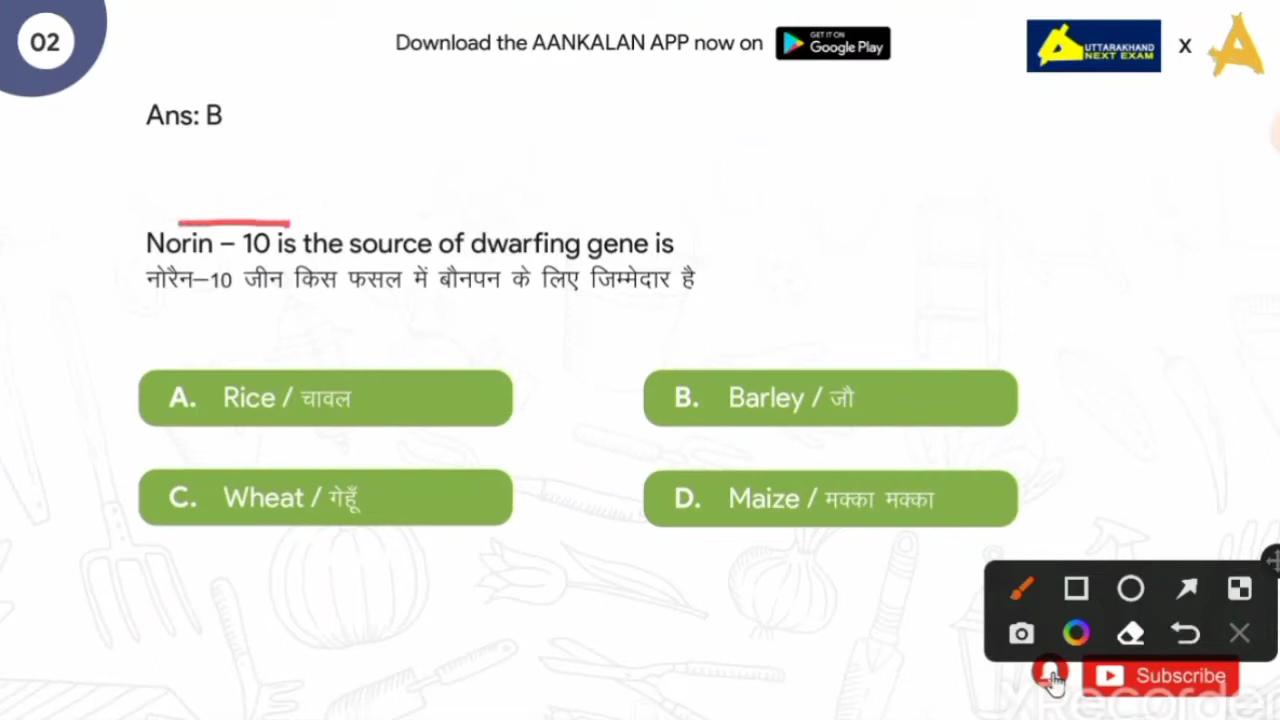 02
Download the AANKALAN APP now on
GET IT ON
Google Play
UTTARAKHAND
NEXT EXAM
X
Ans: B
Norin – 10 is the source of dwarfing gene is
नोरैन–10 जीन किस फसल में बौनपन के लिए जिम्मेदार है
A. Rice / चावल
B. Barley / जौ
C. Wheat / गेहूँ
D. Maize / मक्का मक्का
Subscribe
XRecorder